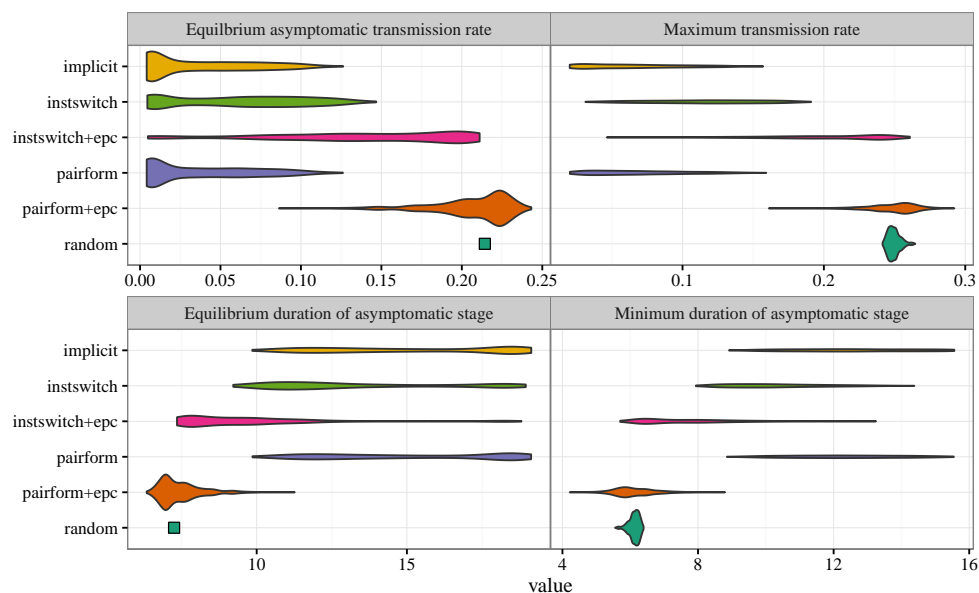 Equilbrium asymptomatic transmission rate
Maximum transmission rate
implicit
instswitch
instswitch+epc
pairform
pairform+epc
random
0.00 0.05 0.10 0.15 0.20 0.25
0.1 0.2 0.3
Equilibrium duration of asymptomatic stage
Minimum duration of asymptomatic stage
implicit
instswitch
instswitch+epc
pairform
pairform+epc
random
10 15
4 8 12 16
value